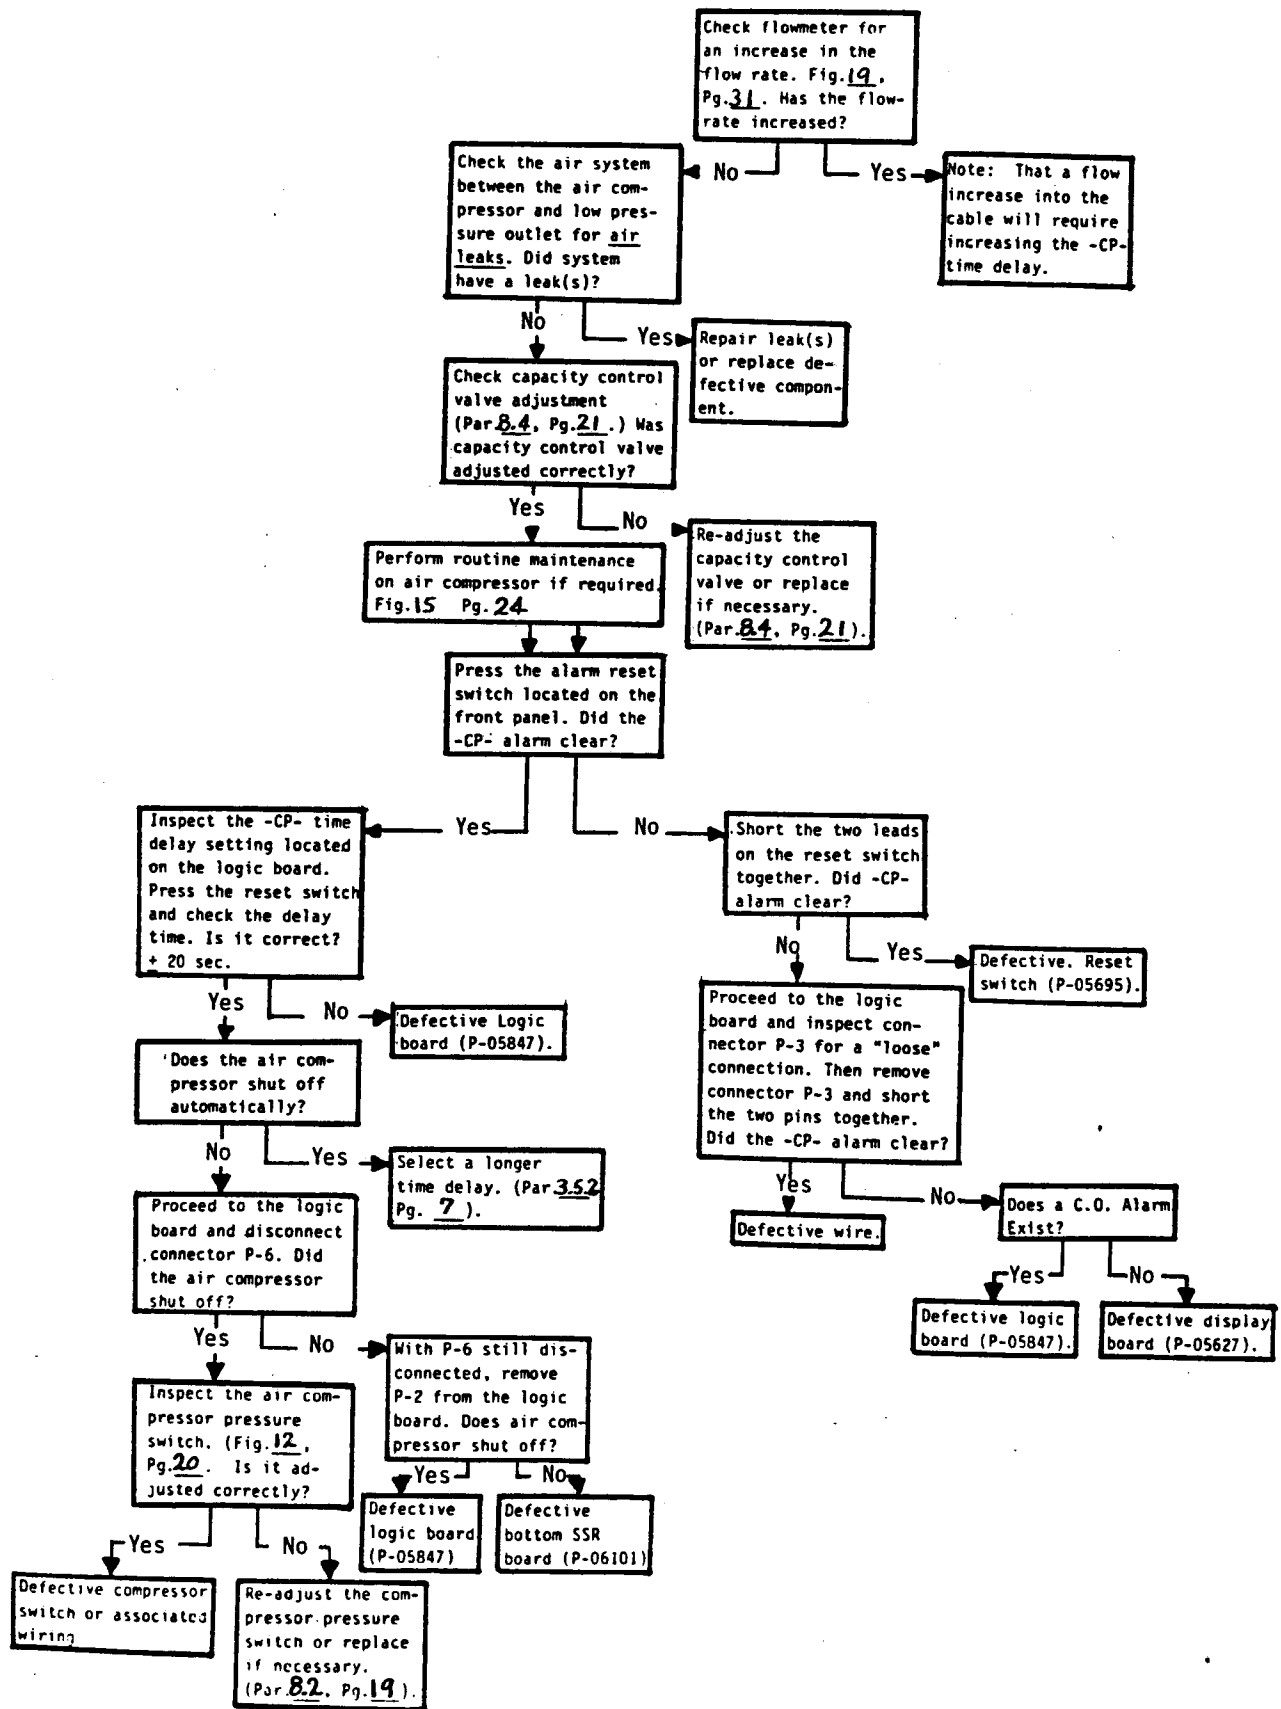 Check flowmeter for
an increase in the
flow rate. Fig.19,
Pg.31. Has the flow-
rate increased?
No
Yes
Check the air system
between the air com-
pressor and low pres-
sure outlet for air
leaks. Did system
have a leak(s)?
Note: That a flow
increase into the
cable will require
increasing the -CP-
time delay.
No
Yes
Repair leak(s)
or replace de-
fective compon-
ent.
Check capacity control
valve adjustment
(Par.8.4, Pg.21.) Was
capacity control valve
adjusted correctly?
Yes
No
Re-adjust the
capacity control
valve or replace
if necessary.
(Par.8.4, Pg.21).
Perform routine maintenance
on air compressor if required.
Fig.15 Pg.24
Press the alarm reset
switch located on the
front panel. Did the
-CP- alarm clear?
Yes
No
Inspect the -CP- time
delay setting located
on the logic board.
Press the reset switch
and check the delay
time. Is it correct?
± 20 sec.
Short the two leads
on the reset switch
together. Did -CP-
alarm clear?
No
Yes
Defective. Reset
switch (P-05695).
Yes
No
Defective Logic
board (P-05847).
Proceed to the logic
board and inspect con-
nector P-3 for a "loose"
connection. Then remove
connector P-3 and short
the two pins together.
Did the -CP- alarm clear?
Does the air com-
pressor shut off
automatically?
No
Yes
Select a longer
time delay. (Par.3.5.2
Pg. 7).
Yes
No
Defective wire.
Does a C.O. Alarm
Exist?
Yes
No
Defective logic
board (P-05847).
Defective display
board (P-05627).
Proceed to the logic
board and disconnect
connector P-6. Did
the air compressor
shut off?
Yes
No
With P-6 still dis-
connected, remove
P-2 from the logic
board. Does air com-
pressor shut off?
Inspect the air com-
pressor pressure
switch. (Fig.12,
Pg.20. Is it ad-
justed correctly?
Yes
No
Defective
logic board
(P-05847)
Defective
bottom SSR
board (P-06101)
Yes
No
Defective compressor
switch or associated
wiring
Re-adjust the com-
pressor pressure
switch or replace
if necessary.
(Par.8.2, Pg.19).